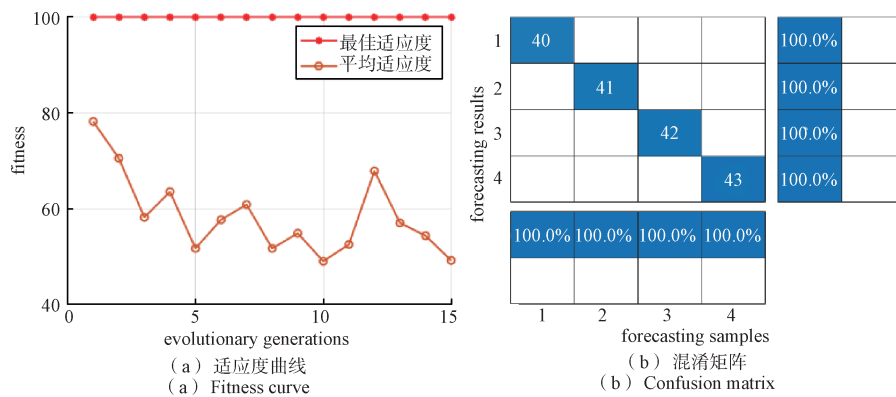 100
80
60
40
fitness
最佳适应度
平均适应度
0
5
10
15
evolutionary generations
（a）适应度曲线
（a）Fitness curve
forecasting results
1
2
3
4
40
41
42
43
100.0%
100.0%
100.0%
100.0%
100.0% 100.0% 100.0% 100.0%
1 2 3 4
forecasting samples
（b）混淆矩阵
（b）Confusion matrix